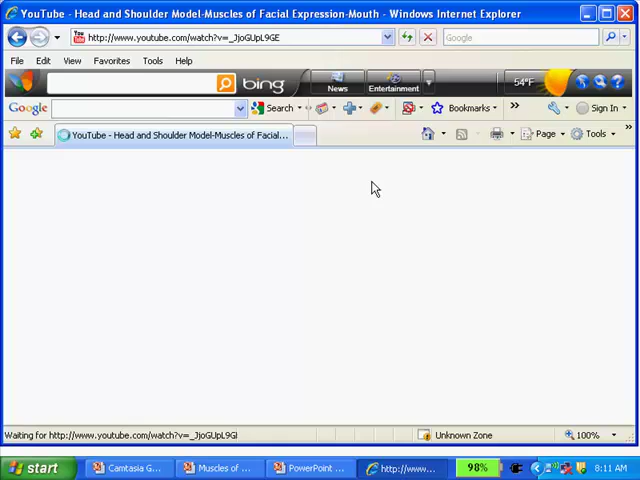 YouTube - Head and Shoulder Model-Muscles of Facial Expression-Mouth - Windows Internet Explorer
http://www.youtube.com/watch?v=_JjoGUpL9GE
Google
File Edit View Favorites Tools Help
bing News Entertainment 54°F
Google Search Bookmarks Sign In
YouTube - Head and Shoulder Model-Muscles of Facial... Page Tools
Waiting for http://www.youtube.com/watch?v=_JjoGUpL9GI Unknown Zone 100%
start Camtasia G... Muscles of ... PowerPoint ... http://www... 98% 8:11 AM